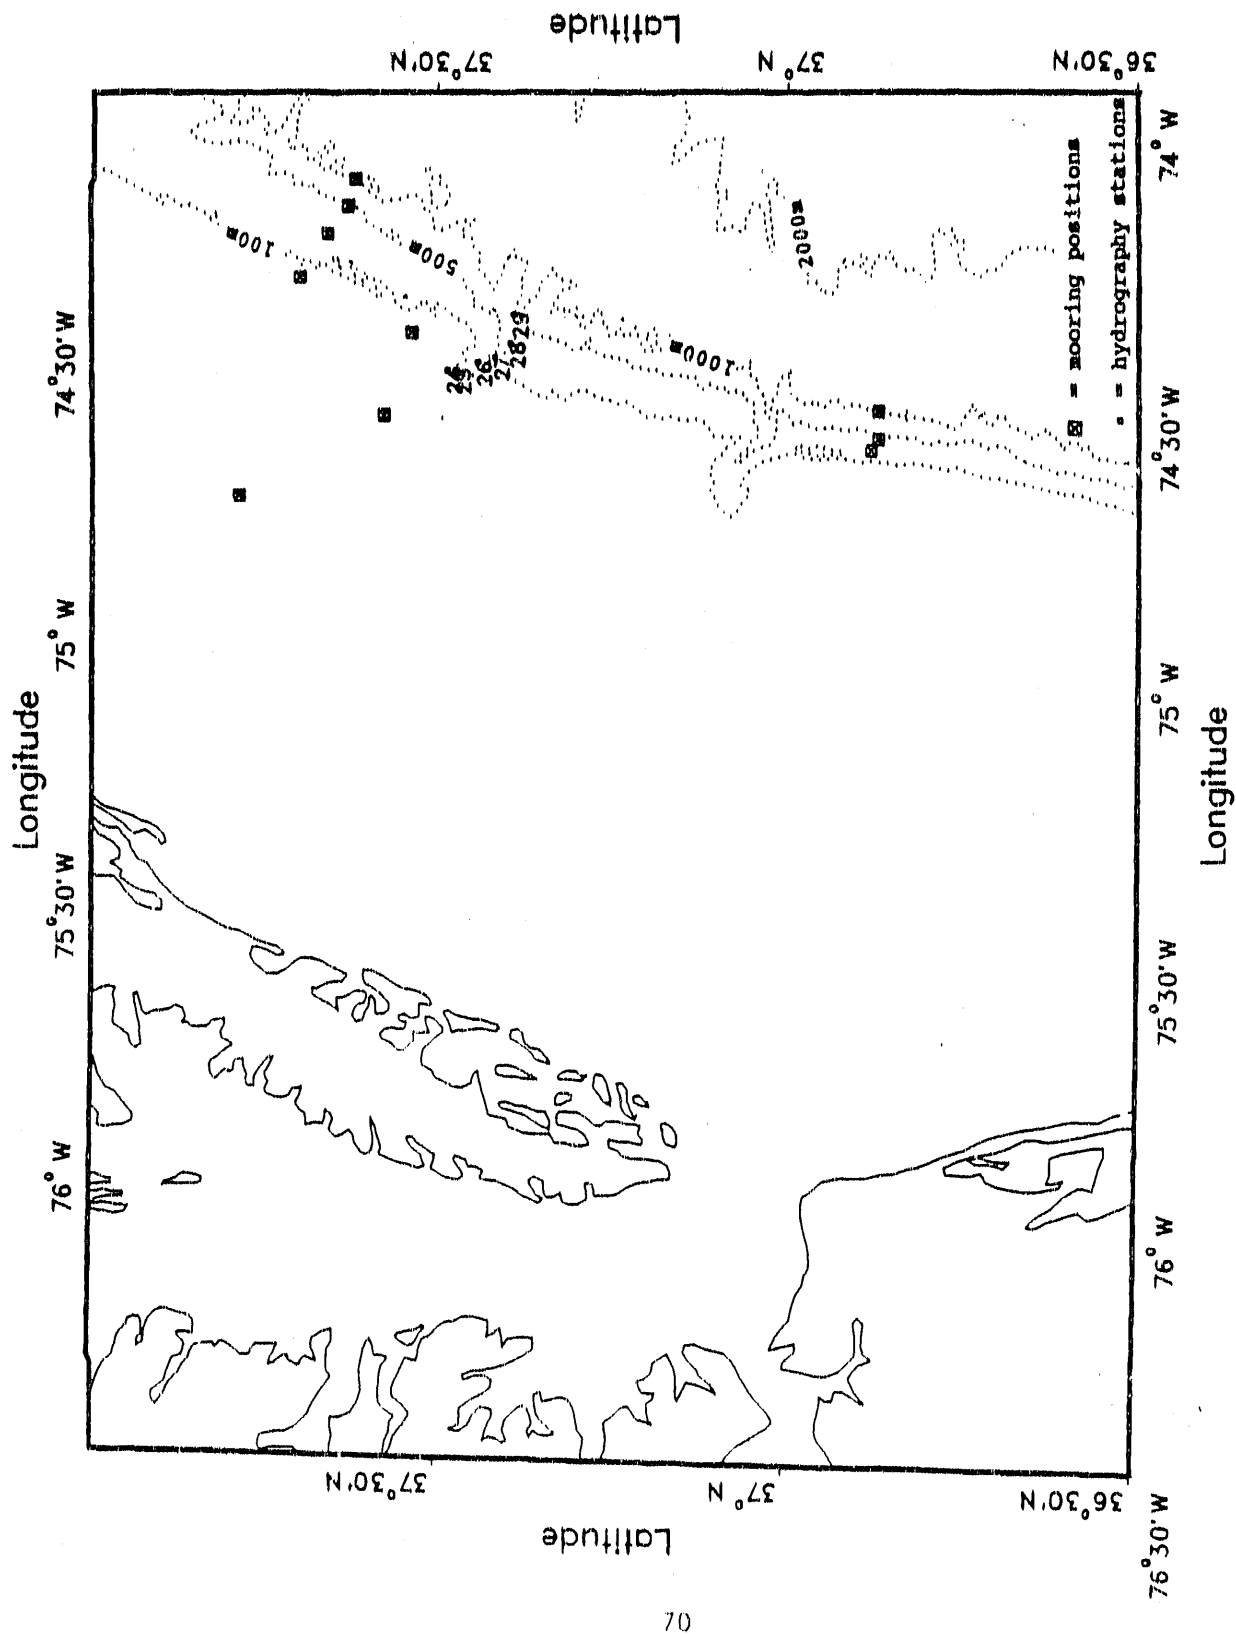 Longitude
76° W
75°30'W
75° W
74°30'W
Latitude
37°30'N
37° N
36°30'N
Latitude
37°30'N
37° N
36°30'N
100m
500m
1000m
2000m
25
26
27
28
29
= mooring positions
= hydrography stations
76°30'W
76° W
75°30'W
75° W
74°30'W
74° W
Longitude
70